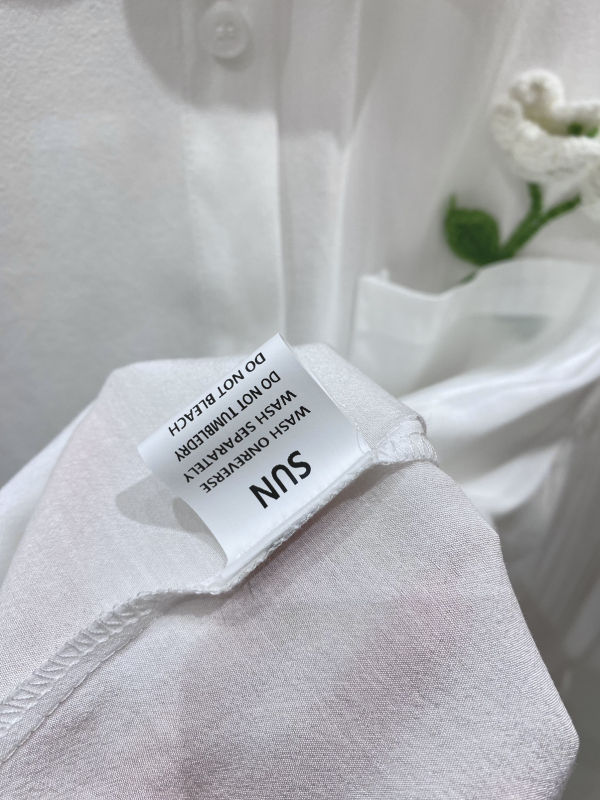 SUN
WASH ONREVERSE
WASH SEPARATELY
DO NOT TUMBLEDRY
DO NOT BLEACH